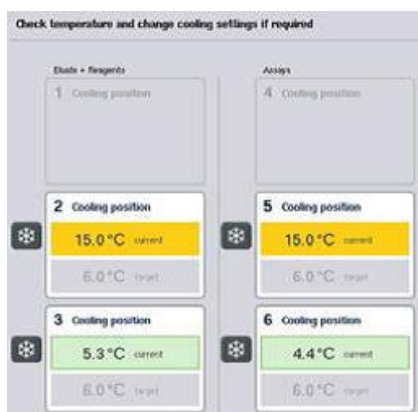 Check temperature and change cooling settings if required
Eluate + Reagents
Assays
1 Cooling position
4 Cooling position
2 Cooling position
15.0 °C current
6.0 °C target
5 Cooling position
15.0 °C current
6.0 °C target
3 Cooling position
5.3 °C current
6.0 °C target
6 Cooling position
4.4 °C current
6.0 °C target